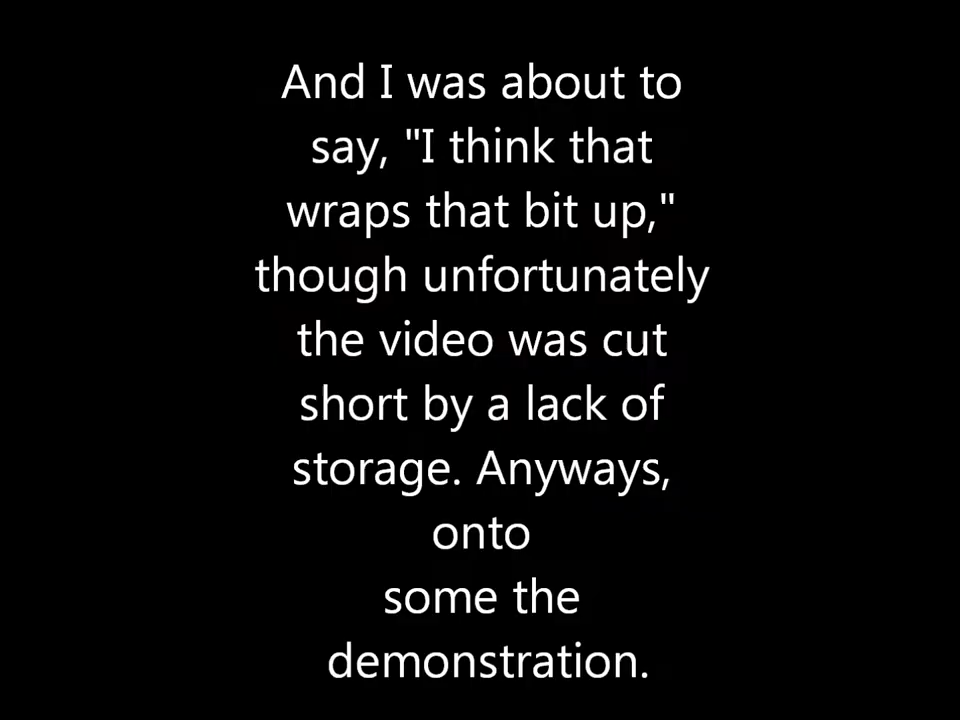 And I was about to
say, "I think that
wraps that bit up,"
though unfortunately
the video was cut
short by a lack of
storage. Anyways,
onto
some the
demonstration.